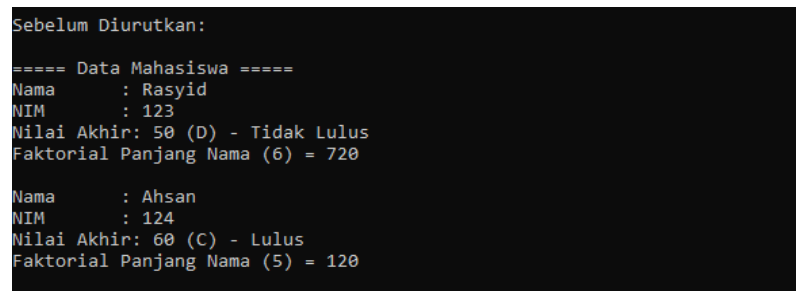 Sebelum Diurutkan:
===== Data Mahasiswa =====
Nama        : Rasyid
NIM         : 123
Nilai Akhir: 50 (D) - Tidak Lulus
Faktorial Panjang Nama (6) = 720
Nama        : Ahsan
NIM         : 124
Nilai Akhir: 60 (C) - Lulus
Faktorial Panjang Nama (5) = 120